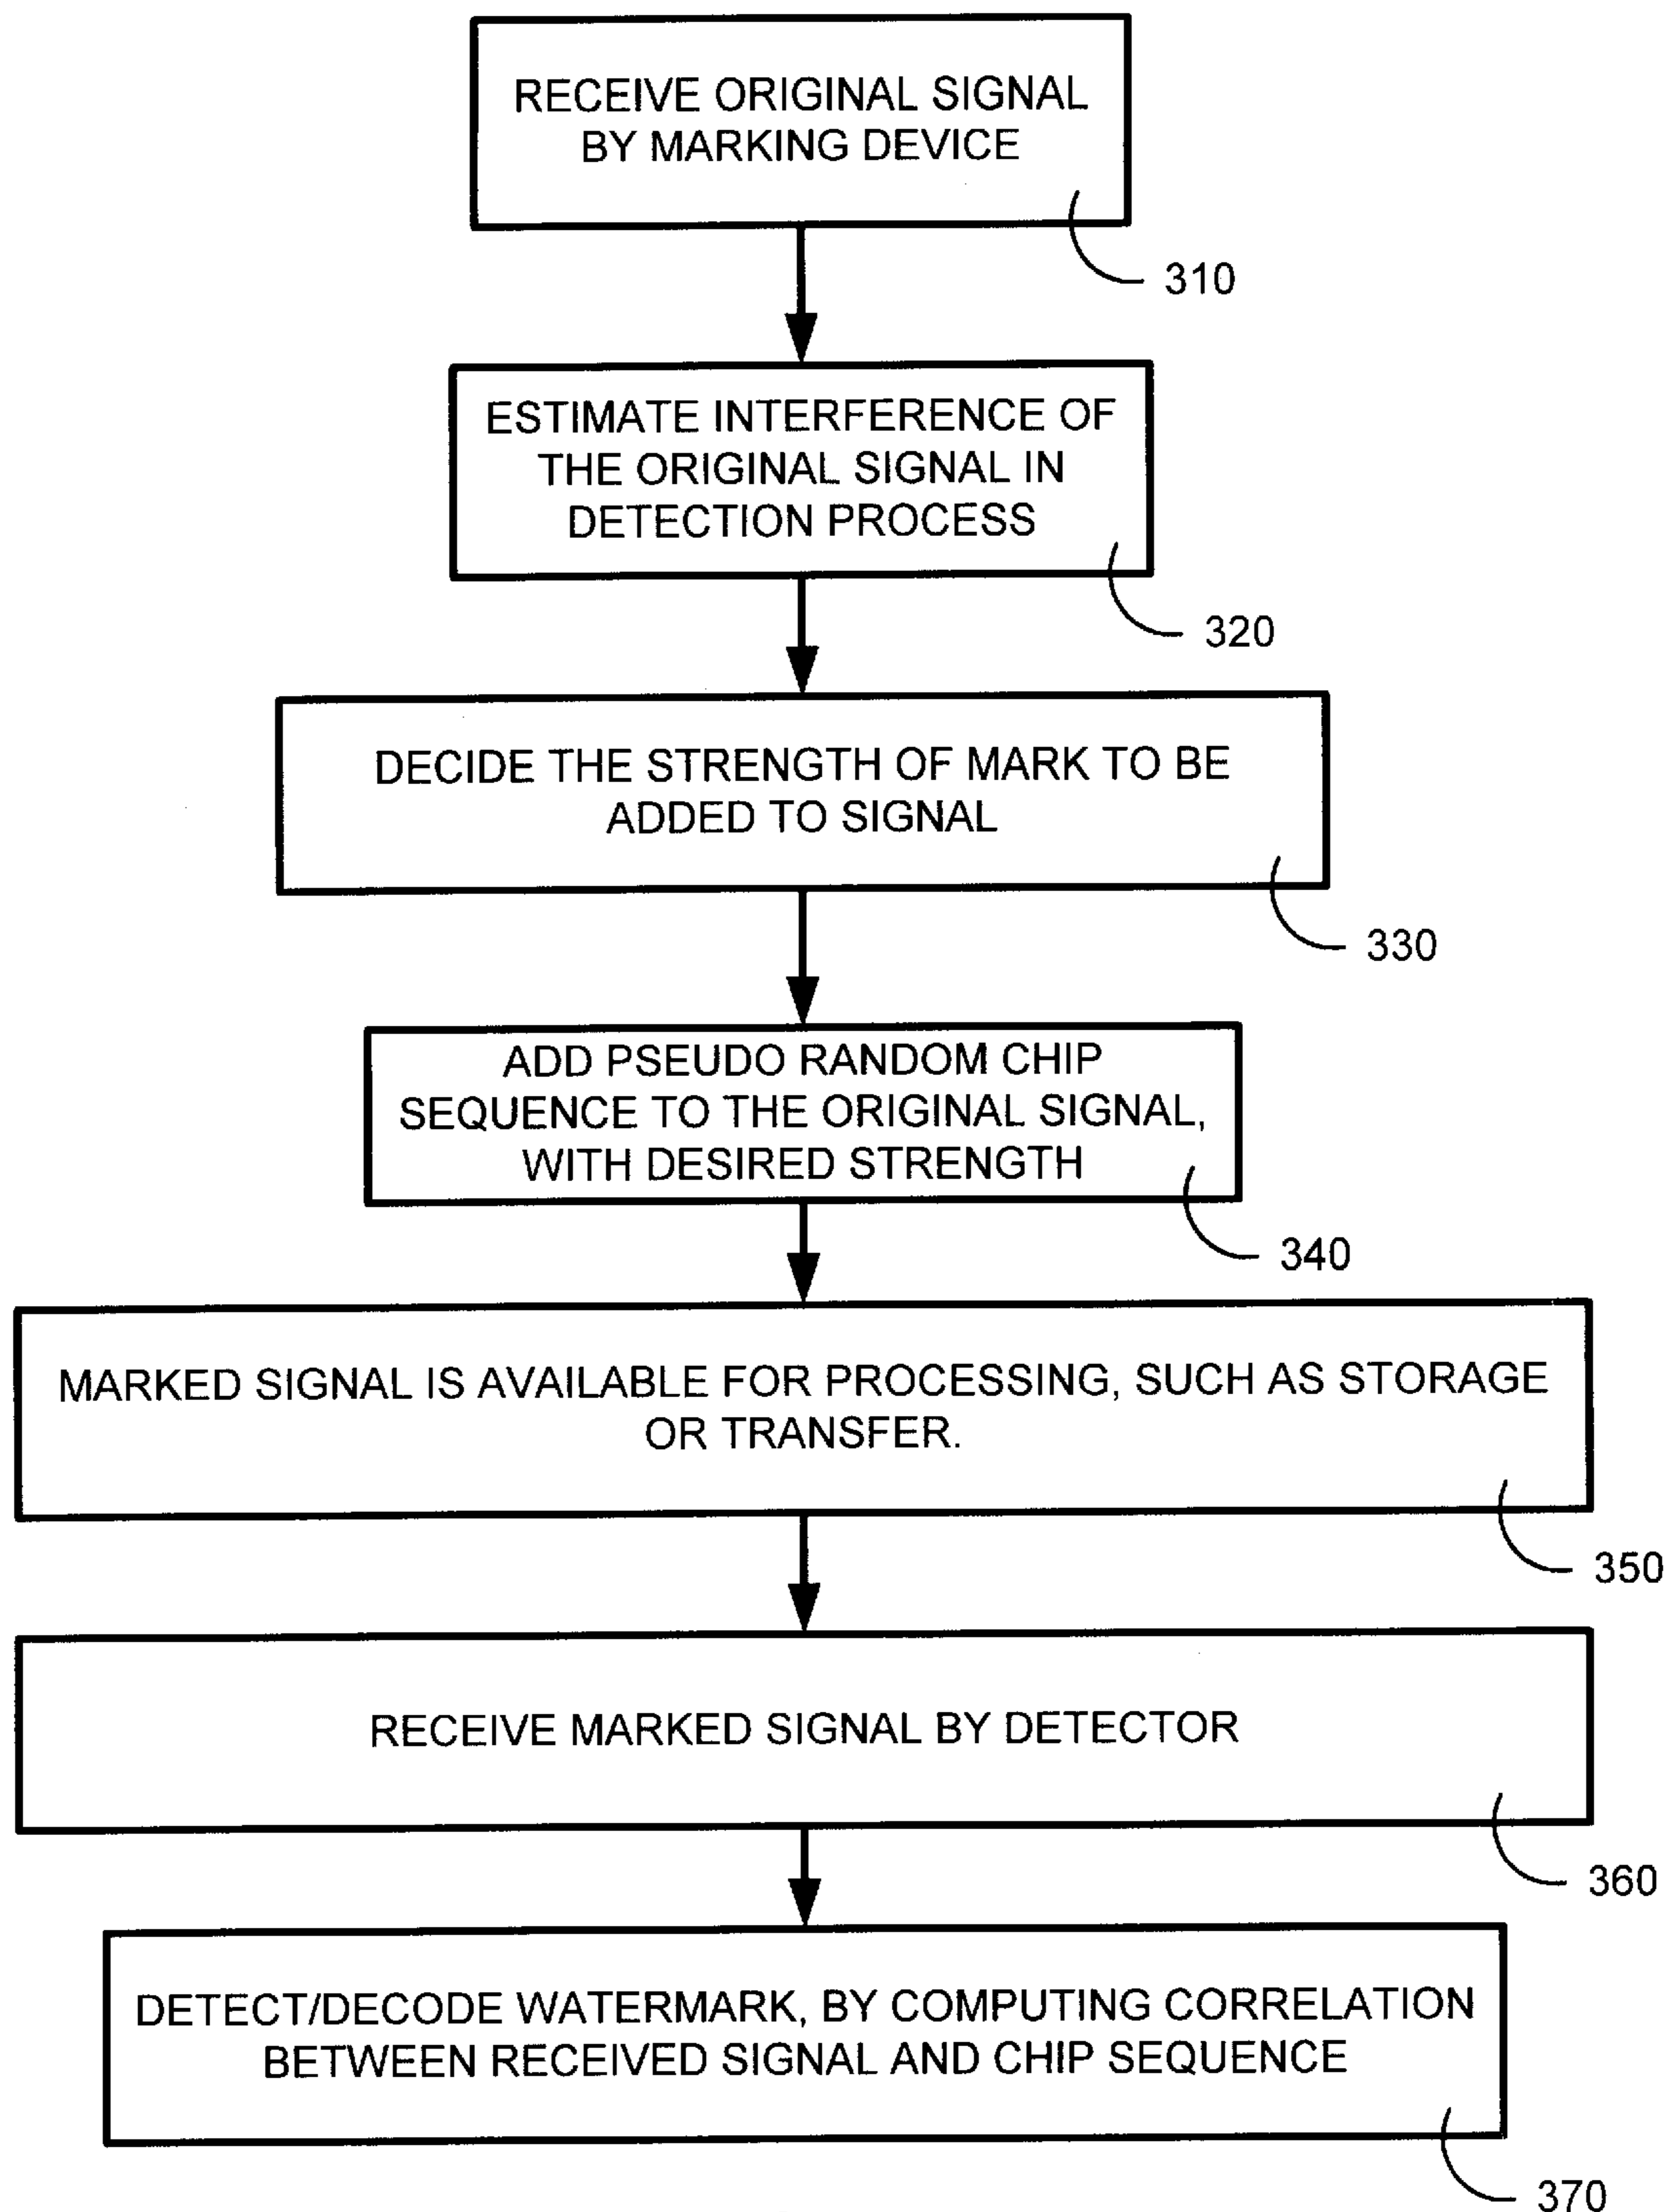 RECEIVE ORIGINAL SIGNAL
BY MARKING DEVICE
310
ESTIMATE INTERFERENCE OF
THE ORIGINAL SIGNAL IN
DETECTION PROCESS
320
DECIDE THE STRENGTH OF MARK TO BE
ADDED TO SIGNAL
330
ADD PSEUDO RANDOM CHIP
SEQUENCE TO THE ORIGINAL SIGNAL,
WITH DESIRED STRENGTH
340
MARKED SIGNAL IS AVAILABLE FOR PROCESSING, SUCH AS STORAGE
OR TRANSFER.
350
RECEIVE MARKED SIGNAL BY DETECTOR
360
DETECT/DECODE WATERMARK, BY COMPUTING CORRELATION
BETWEEN RECEIVED SIGNAL AND CHIP SEQUENCE
370